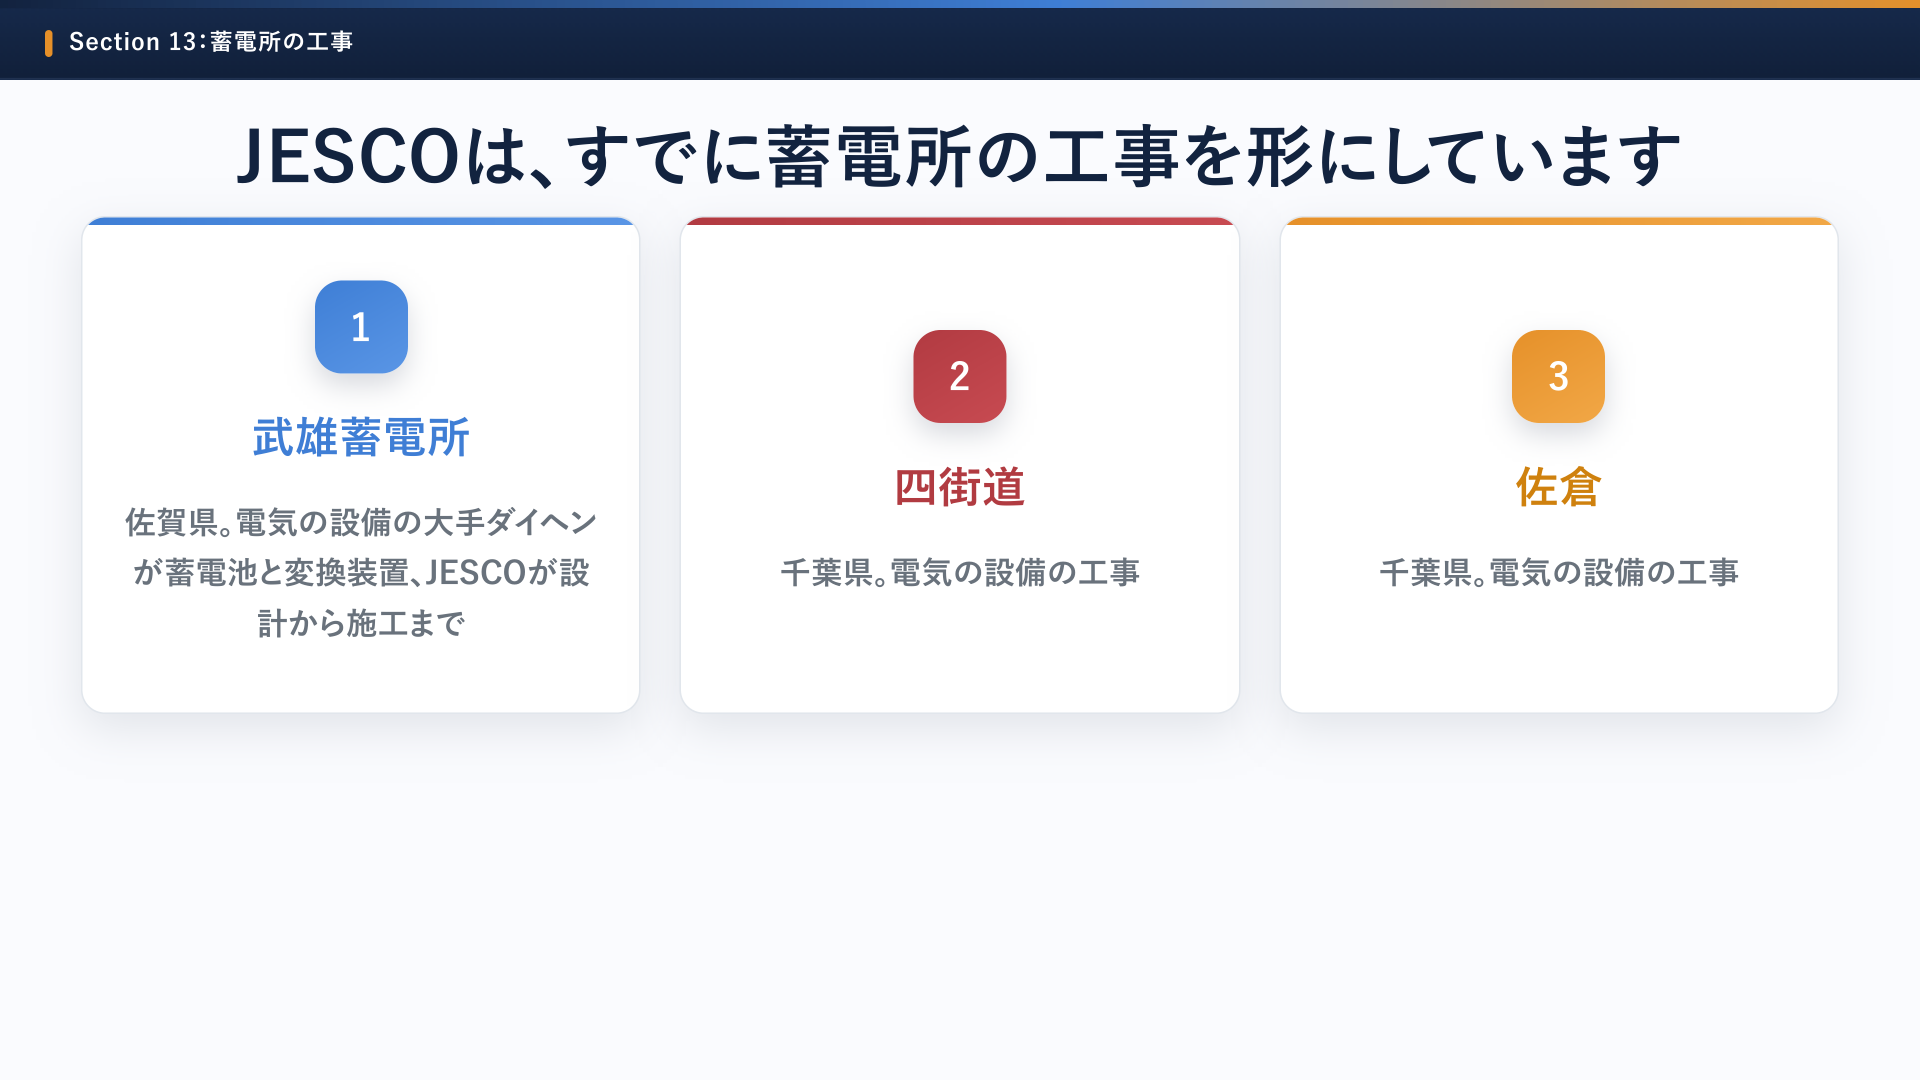 Section 13：蓄電所の工事
JESCOは、すでに蓄電所の工事を形にしています
1
武雄蓄電所
佐賀県。電気の設備の大手ダイヘン
が蓄電池と変換装置、JESCOが設
計から施工まで
2
四街道
千葉県。電気の設備の工事
3
佐倉
千葉県。電気の設備の工事